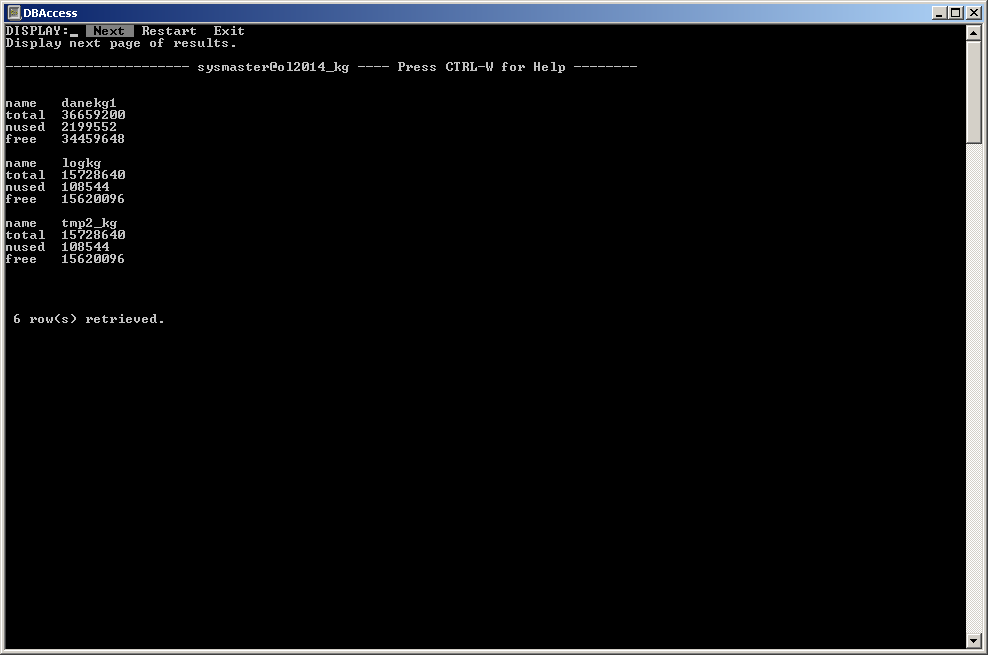 DBAccess
DISPLAY:_ Next Restart Exit
Display next page of results.
----------------------- sysmaster@ol2014_kg ---- Press CTRL-W for Help --------
name danekg1
total 36659200
nused 2199552
free 34459648
name logkg
total 15728640
nused 108544
free 15620096
name tmp2_kg
total 15728640
nused 108544
free 15620096
6 row(s) retrieved.